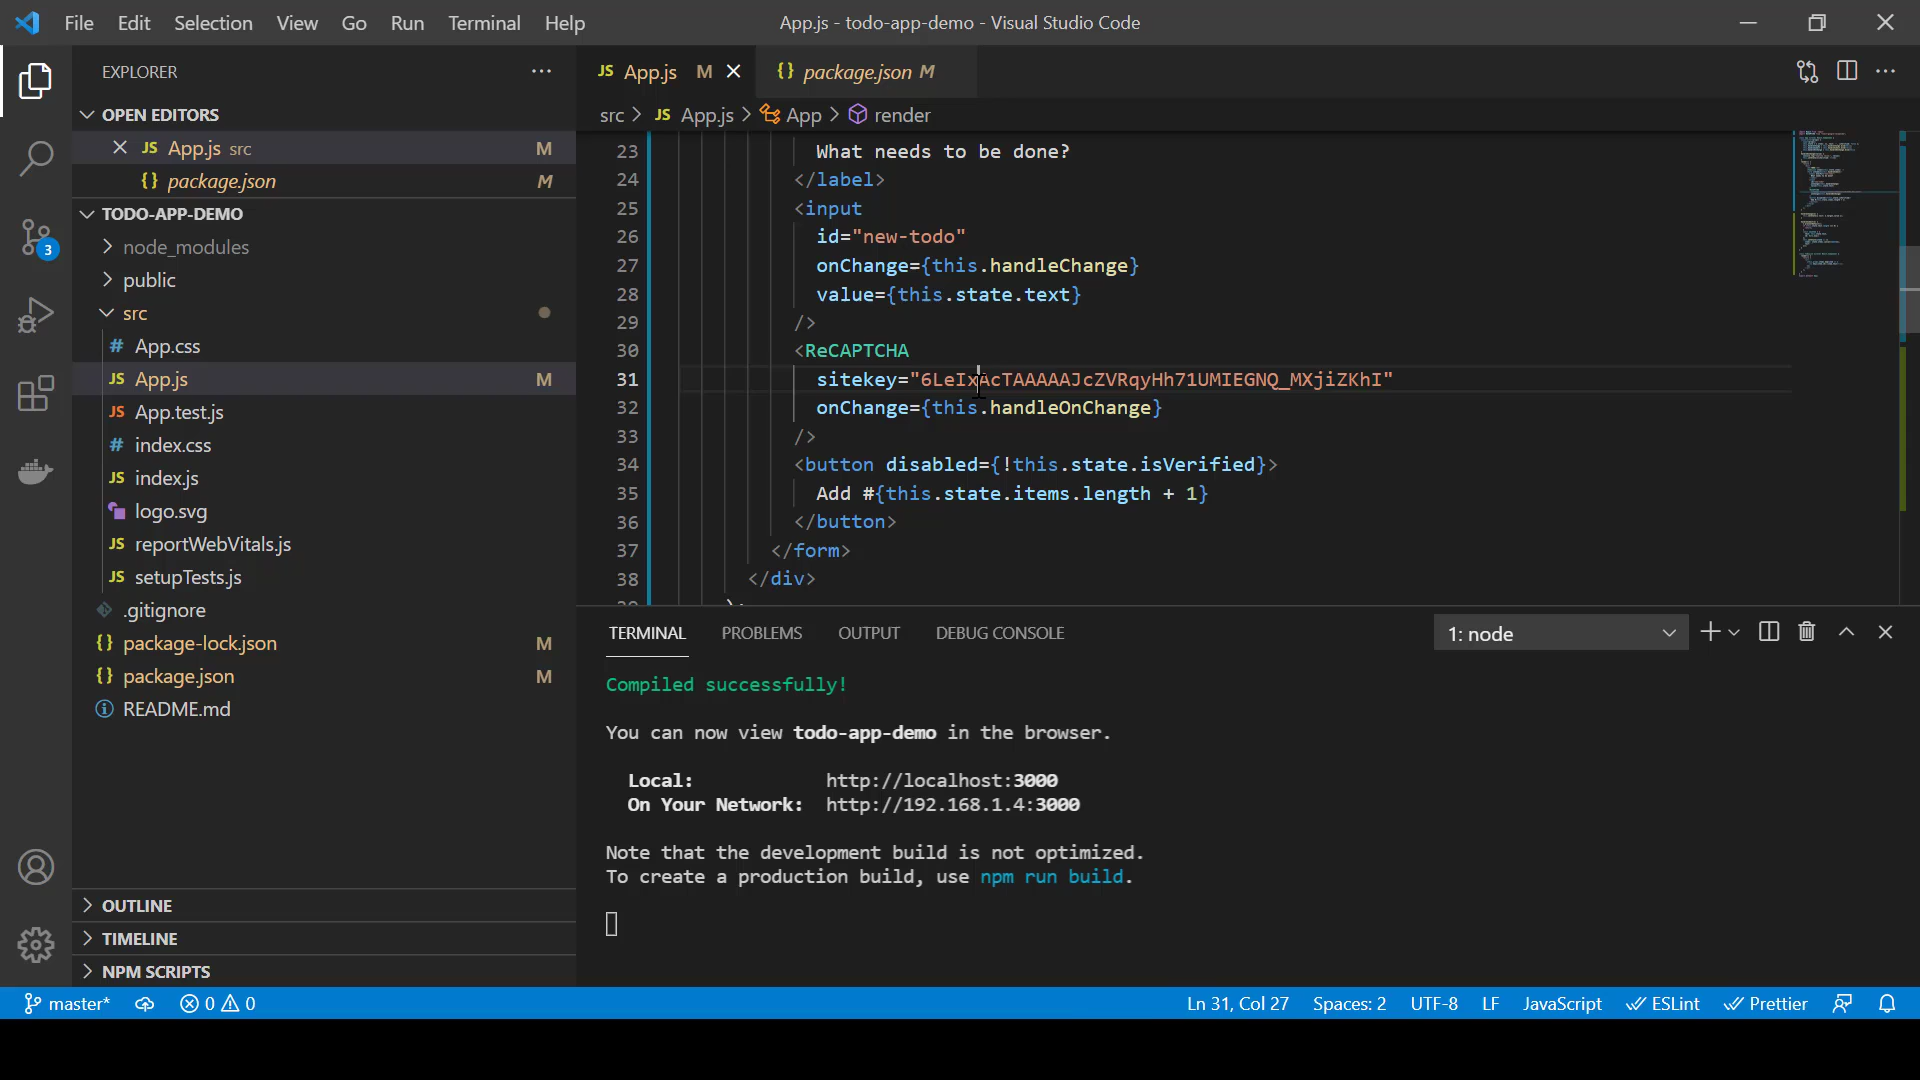 File Edit Selection View Go Run Terminal Help
App.js - todo-app-demo - Visual Studio Code
EXPLORER
OPEN EDITORS
JS App.js src M
{} package.json M
TODO-APP-DEMO
node_modules
public
src
# App.css
JS App.js M
JS App.test.js
# index.css
JS index.js
logo.svg
JS reportWebVitals.js
JS setupTests.js
.gitignore
{} package-lock.json M
{} package.json M
README.md
OUTLINE
TIMELINE
NPM SCRIPTS
3
JS App.js M
{} package.json M
src > JS App.js > App > render
23 What needs to be done?
24 </label>
25 <input
26 id="new-todo"
27 onChange={this.handleChange}
28 value={this.state.text}
29 />
30 <ReCAPTCHA
31 sitekey="6LeIxAcTAAAAAJcZVRqyHh71UMIEGNQ_MXjiZKhI"
32 onChange={this.handleOnChange}
33 />
34 <button disabled={!this.state.isVerified}>
35 Add #{this.state.items.length + 1}
36 </button>
37 </form>
38 </div>
TERMINAL PROBLEMS OUTPUT DEBUG CONSOLE
1: node
Compiled successfully!
You can now view todo-app-demo in the browser.
Local: http://localhost:3000
On Your Network: http://192.168.1.4:3000
Note that the development build is not optimized.
To create a production build, use npm run build.
master* 0 0
Ln 31, Col 27 Spaces: 2 UTF-8 LF JavaScript ESLint Prettier